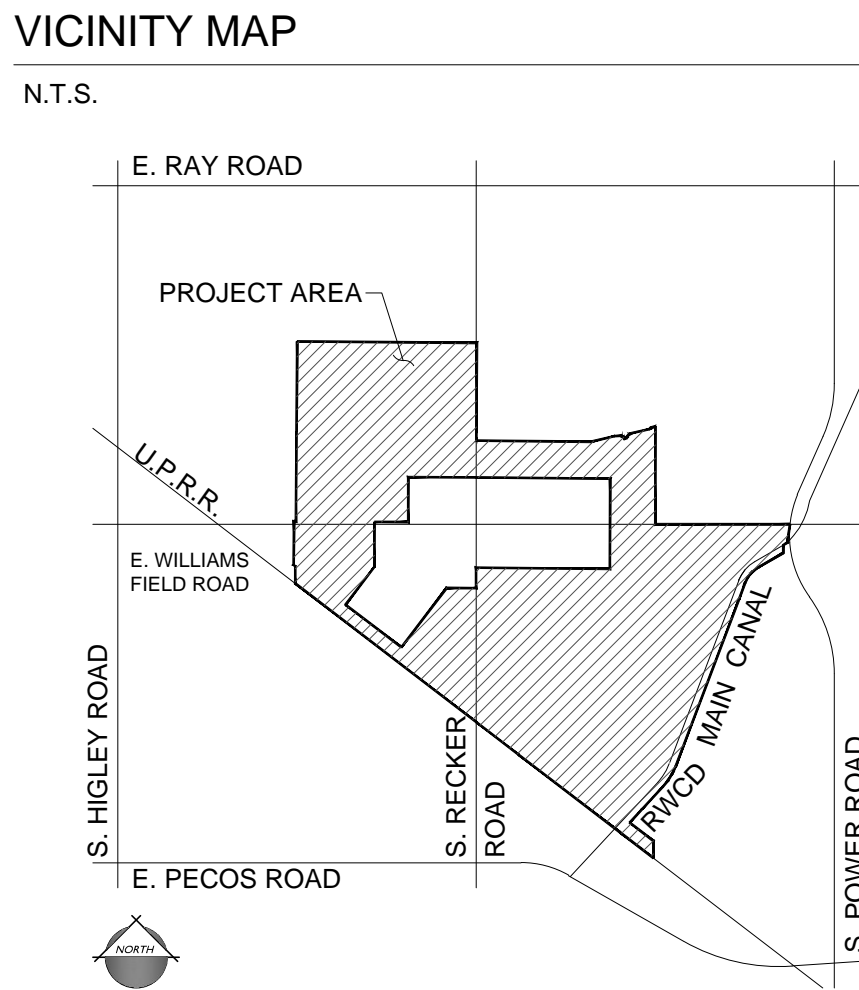 VICINITY MAP
N.T.S.
E. RAY ROAD
PROJECT AREA
U.P.R.R.
E. WILLIAMS
FIELD ROAD
RWCD MAIN CANAL
S. HIGLEY ROAD
S. RECKER
ROAD
S. POWER ROAD
E. PECOS ROAD
NORTH